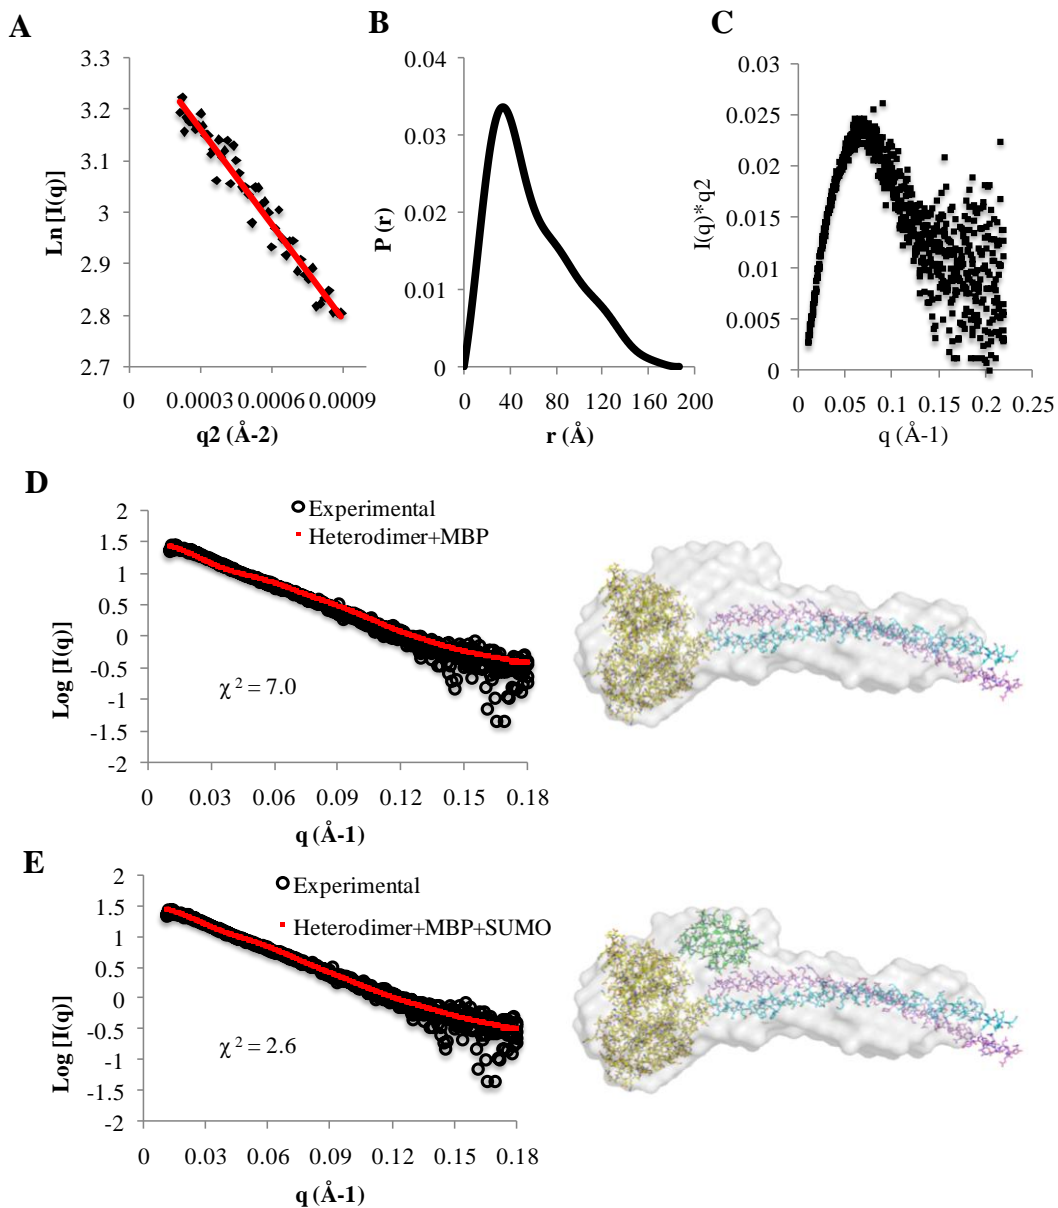 A
3.3
3.2
3.1
3
2.9
2.8
2.7
0 0.0003 0.0006 0.0009
Ln [I(q)]
q2 (Å-2)
B
0.04
0.03
0.02
0.01
0
0 40 80 120 160 200
P (r)
r (Å)
C
0.03
0.025
0.02
0.015
0.01
0.005
0
0 0.05 0.1 0.15 0.2 0.25
I(q)*q2
q (Å-1)
D
2
1.5
1
0.5
0
-0.5
-1
-1.5
-2
0 0.03 0.06 0.09 0.12 0.15 0.18
Log [I(q)]
q (Å-1)
Experimental
Heterodimer+MBP
χ 2 = 7.0
E
2
1.5
1
0.5
0
-0.5
-1
-1.5
-2
0 0.03 0.06 0.09 0.12 0.15 0.18
Log [I(q)]
q (Å-1)
Experimental
Heterodimer+MBP+SUMO
χ 2 = 2.6